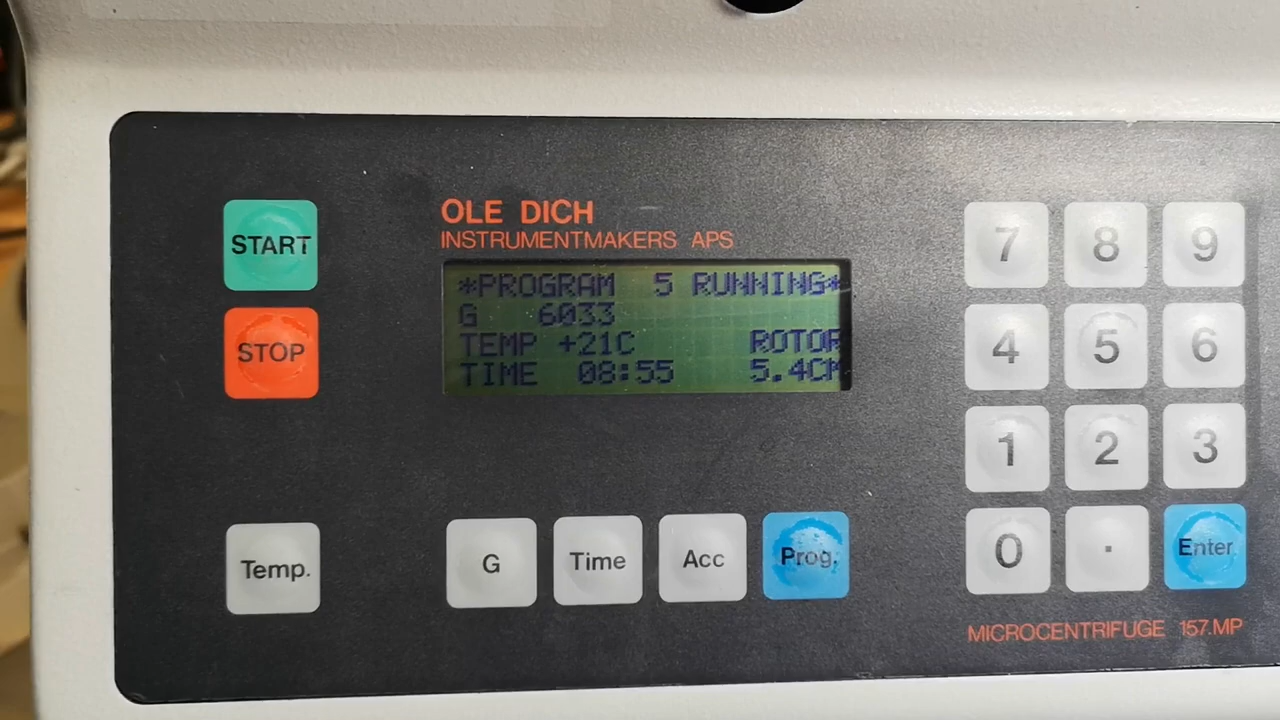 OLE DICH
INSTRUMENTMAKERS APS
*PROGRAM 5 RUNNING*
G 6033
TEMP +21C ROTOR
TIME 08:55 5.4CM
START
STOP
Temp.
G
Time
Acc
Prog.
7 8 9
4 5 6
1 2 3
0 . Enter
MICROCENTRIFUGE 157.MP